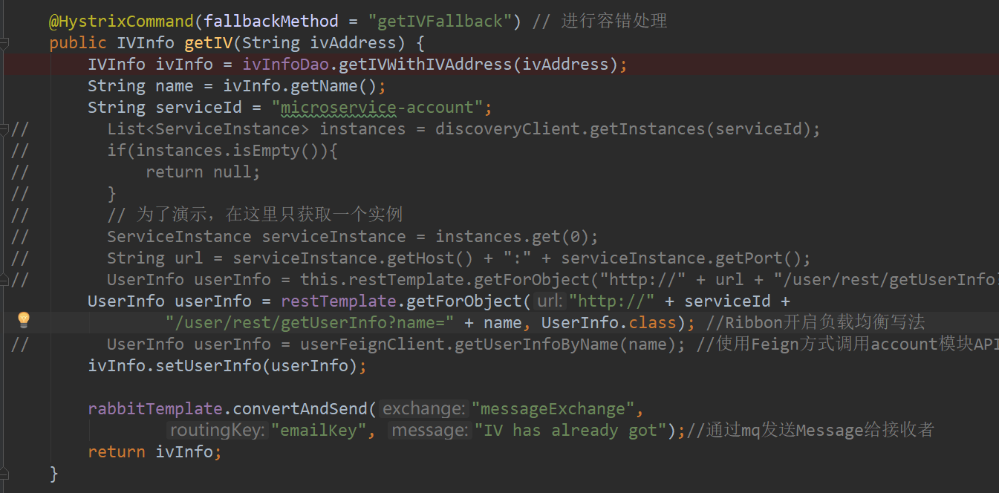 @HystrixCommand(fallbackMethod = "getIVFallback") // 进行容错处理
public IVInfo getIV(String ivAddress) {
IVInfo ivInfo = ivInfoDao.getIVWithIVAddress(ivAddress);
String name = ivInfo.getName();
String serviceId = "microservice-account";
// List<ServiceInstance> instances = discoveryClient.getInstances(serviceId);
// if(instances.isEmpty()){
// return null;
// }
// // 为了演示，在这里只获取一个实例
// ServiceInstance serviceInstance = instances.get(0);
// String url = serviceInstance.getHost() + ":" + serviceInstance.getPort();
// UserInfo userInfo = this.restTemplate.getForObject("http://" + url + "/user/rest/getUserInfo?
UserInfo userInfo = restTemplate.getForObject( url: "http://" + serviceId +
"/user/rest/getUserInfo?name=" + name, UserInfo.class); //Ribbon开启负载均衡写法
// UserInfo userInfo = userFeignClient.getUserInfoByName(name); //使用Feign方式调用account模块API
ivInfo.setUserInfo(userInfo);
rabbitTemplate.convertAndSend( exchange: "messageExchange",
routingKey: "emailKey", message: "IV has already got");//通过mq发送Message给接收者
return ivInfo;
}